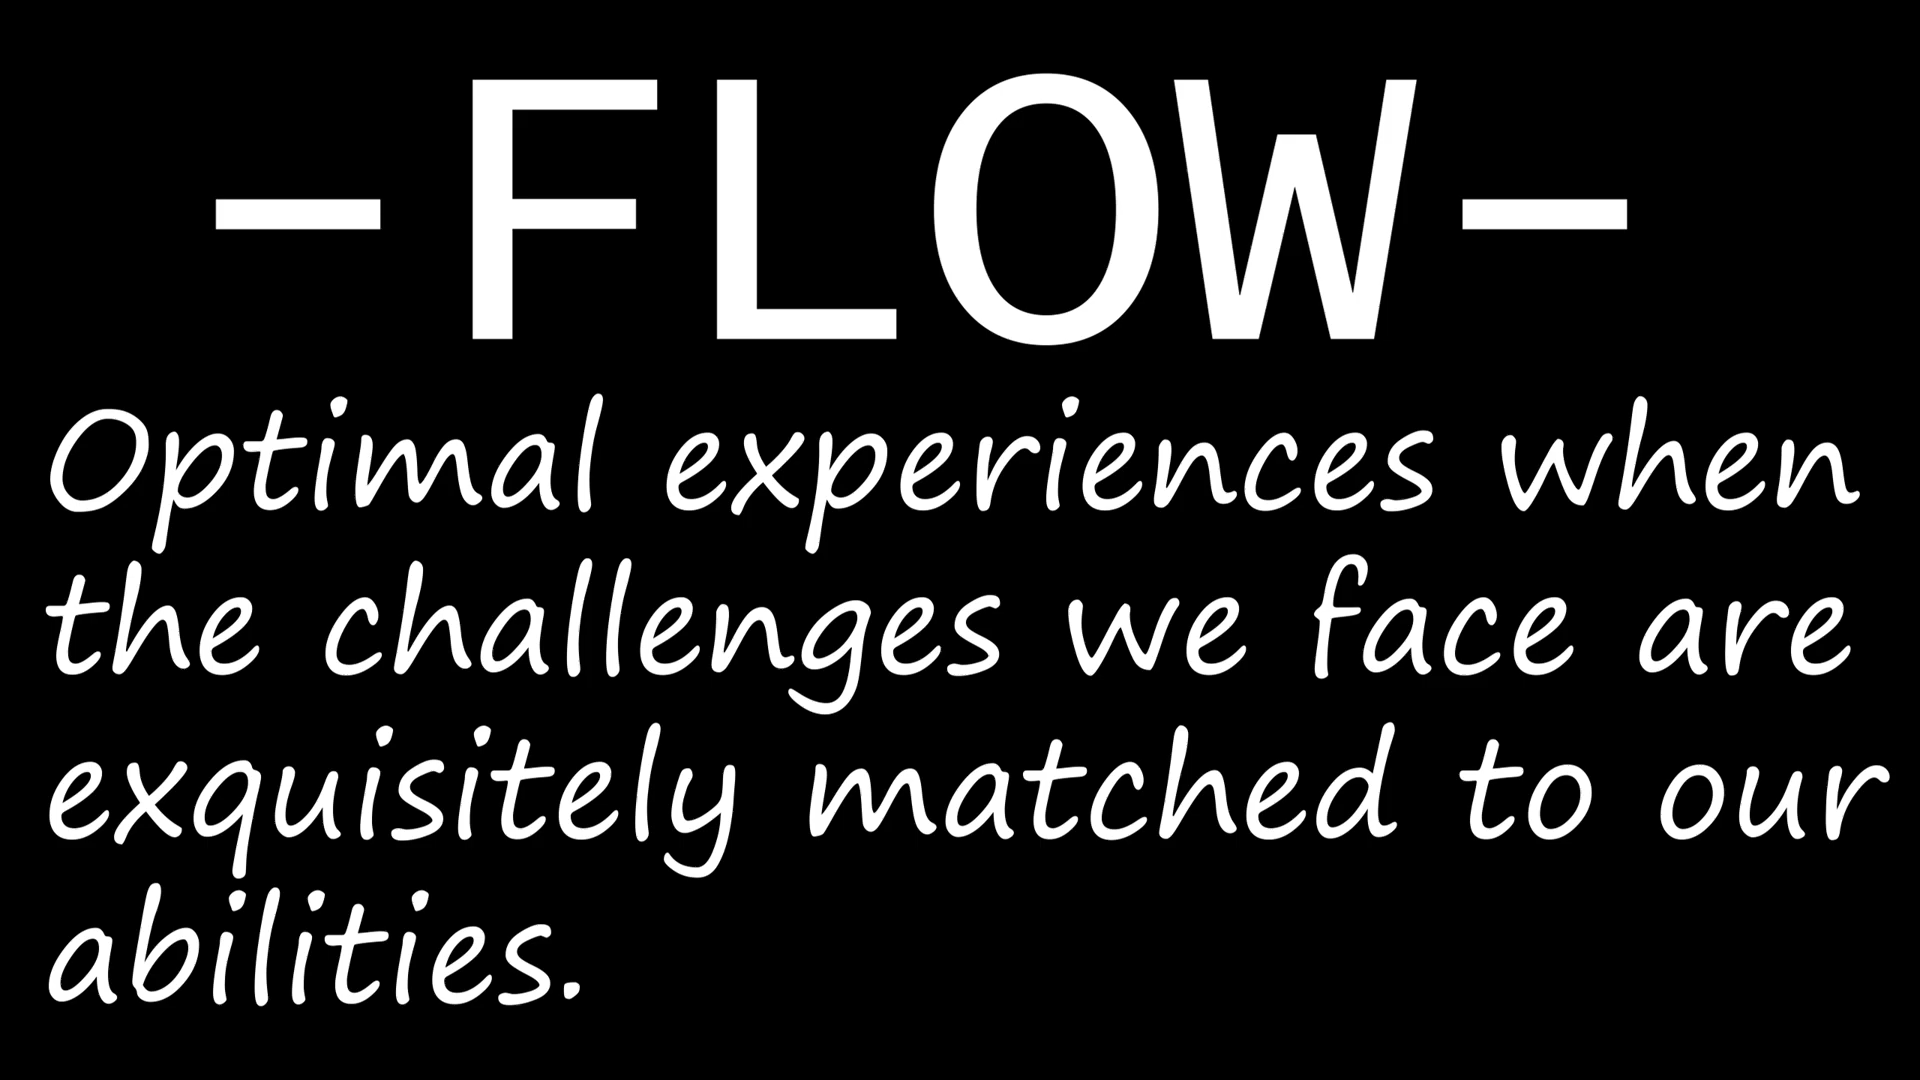 -FLOW-
Optimal experiences when
the challenges we face are
exquisitely matched to our
abilities.